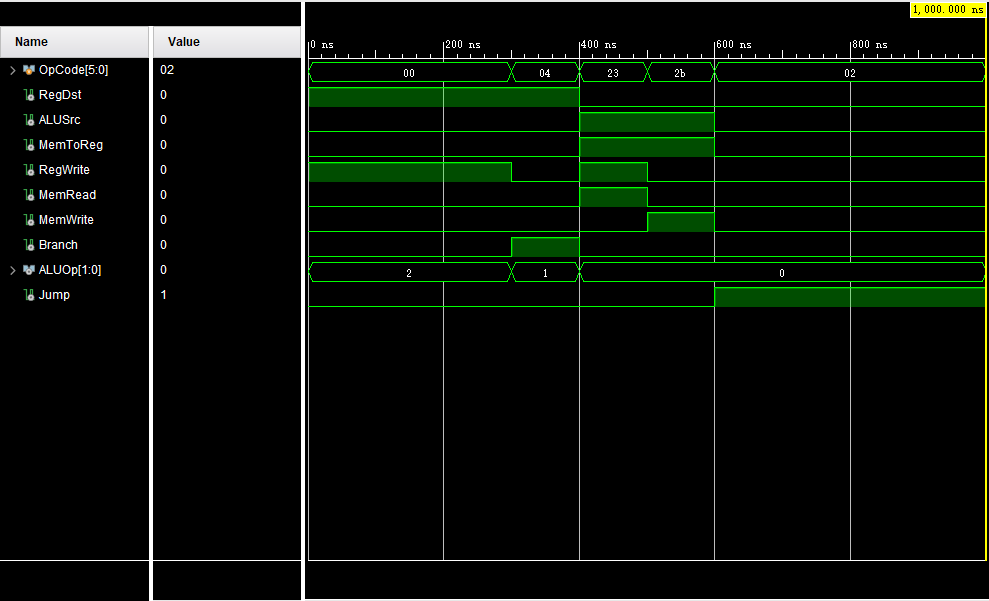 1,000.000 ns
Name Value
0 ns 200 ns 400 ns 600 ns 800 ns
OpCode[5:0] 02 00 04 23 2b 02
RegDst 0
ALUSrc 0
MemToReg 0
RegWrite 0
MemRead 0
MemWrite 0
Branch 0
ALUOp[1:0] 0 2 1 0
Jump 1